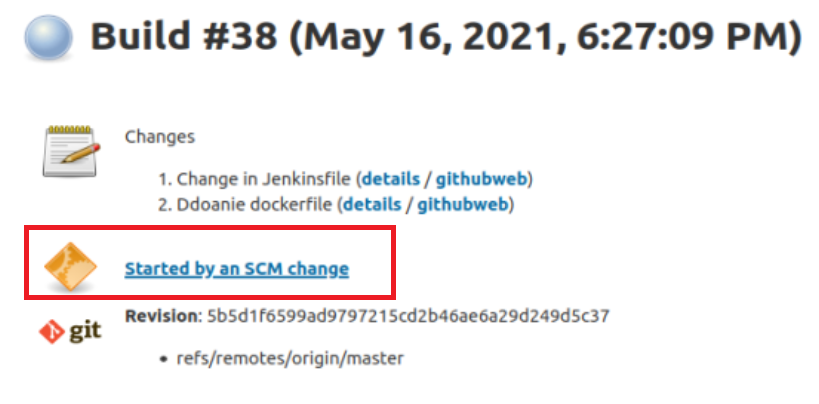 Build #38 (May 16, 2021, 6:27:09 PM)
Changes
1. Change in Jenkinsfile (details / githubweb)
2. Ddoanie dockerfile (details / githubweb)
Started by an SCM change
git Revision: 5b5d1f6599ad9797215cd2b46ae6a29d249d5c37
• refs/remotes/origin/master